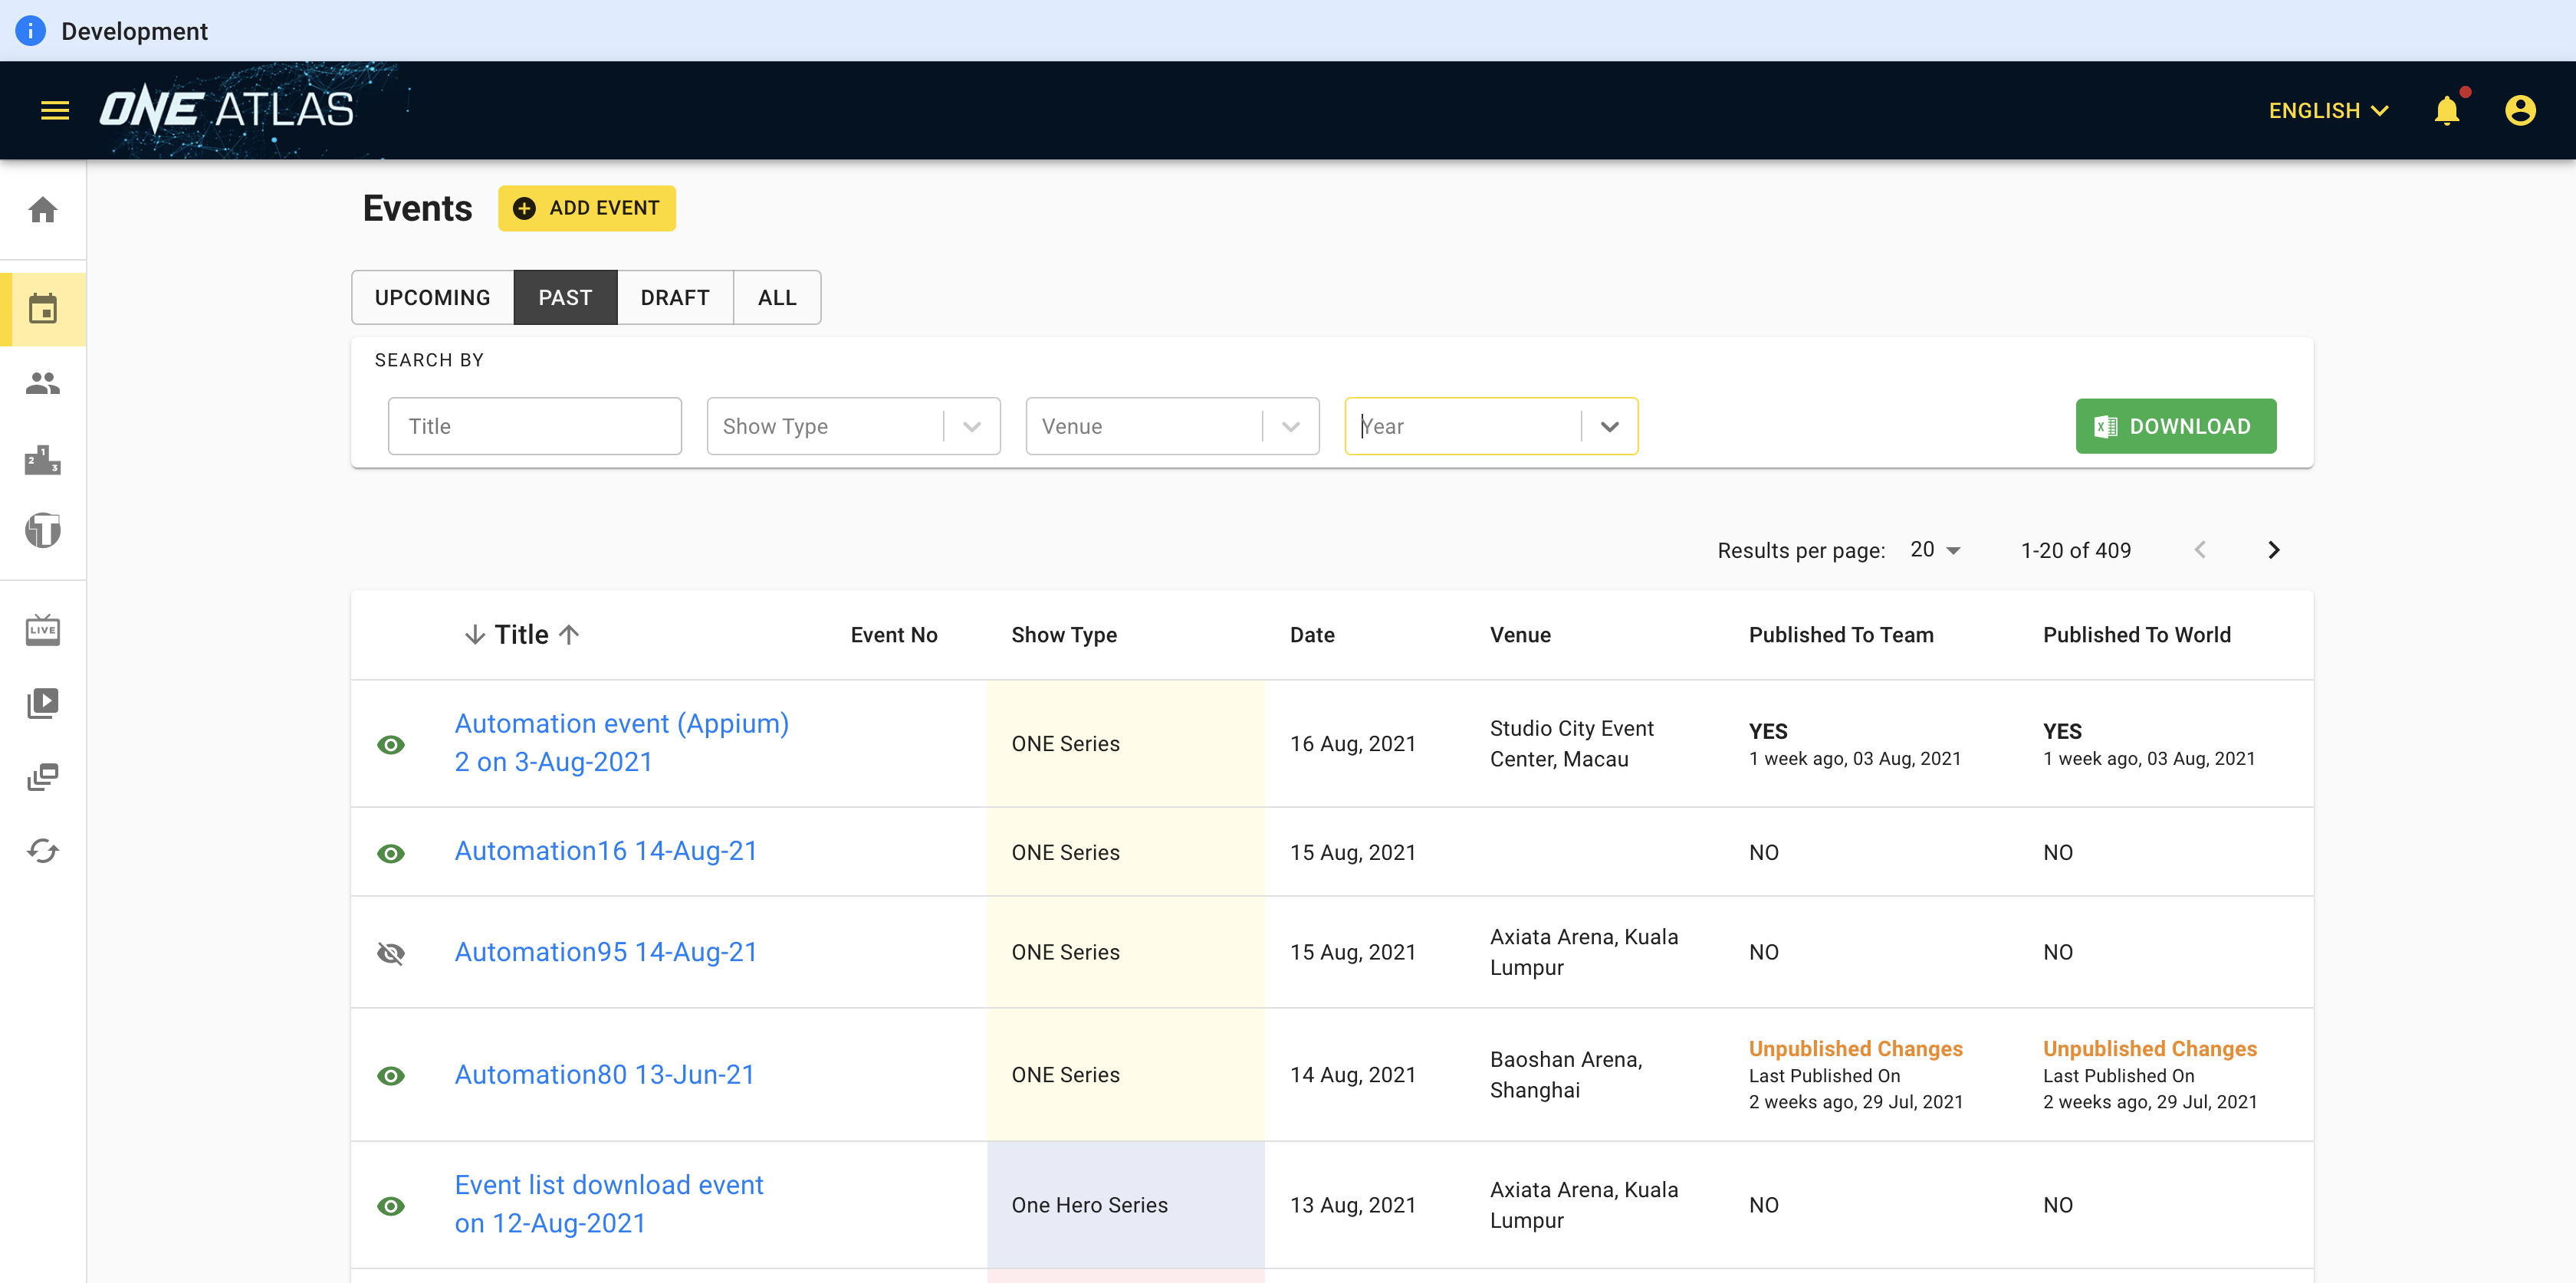 Development
ONE ATLAS
ENGLISH
Events
ADD EVENT
UPCOMING
PAST
DRAFT
ALL
SEARCH BY
Title
Show Type
Venue
Year
DOWNLOAD
Results per page: 20 1-20 of 409
Title
Event No
Show Type
Date
Venue
Published To Team
Published To World
Automation event (Appium)
2 on 3-Aug-2021
ONE Series
16 Aug, 2021
Studio City Event
Center, Macau
YES
1 week ago, 03 Aug, 2021
YES
1 week ago, 03 Aug, 2021
Automation16 14-Aug-21
ONE Series
15 Aug, 2021
NO
NO
Automation95 14-Aug-21
ONE Series
15 Aug, 2021
Axiata Arena, Kuala
Lumpur
NO
NO
Automation80 13-Jun-21
ONE Series
14 Aug, 2021
Baoshan Arena,
Shanghai
Unpublished Changes
Last Published On
2 weeks ago, 29 Jul, 2021
Unpublished Changes
Last Published On
2 weeks ago, 29 Jul, 2021
Event list download event
on 12-Aug-2021
One Hero Series
13 Aug, 2021
Axiata Arena, Kuala
Lumpur
NO
NO
2 1 3
LIVE